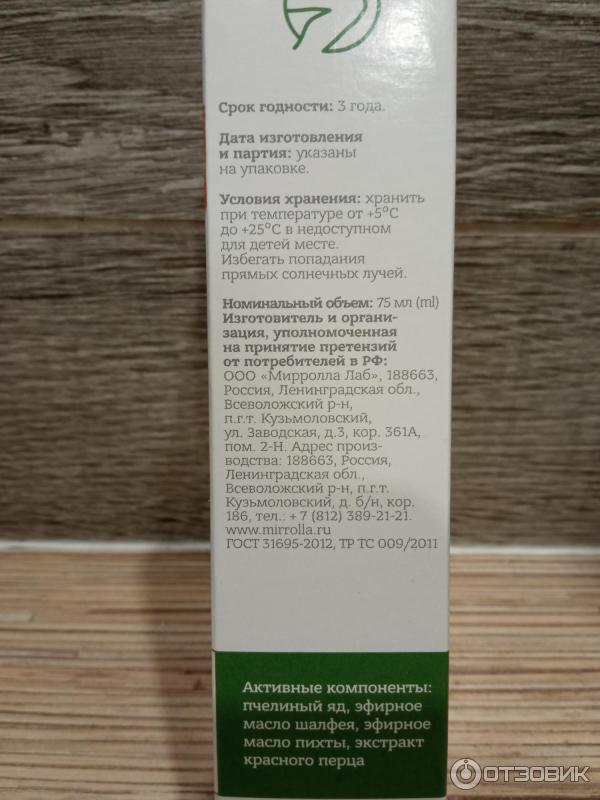 Срок годности: 3 года.
Дата изготовления
и партия: указаны
на упаковке.
Условия хранения: хранить
при температуре от +5°C
до +25°C в недоступном
для детей месте.
Избегать попадания
прямых солнечных лучей.
Номинальный объем: 75 мл (ml)
Изготовитель и органи-
зация, уполномоченная
на принятие претензий
от потребителей в РФ:
ООО «Мирролла Лаб», 188663,
Россия, Ленинградская обл.,
Всеволожский р-н,
п.г.т. Кузьмоловский,
ул. Заводская, д.3, кор. 361А,
пом. 2-Н. Адрес произ-
водства: 188663, Россия,
Ленинградская обл.,
Всеволожский р-н, п.г.т.
Кузьмоловский, д. б/н, кор.
186, тел.: + 7 (812) 389-21-21.
www.mirrolla.ru
ГОСТ 31695-2012, ТР ТС 009/2011
Активные компоненты:
пчелиный яд, эфирное
масло шалфея, эфирное
масло пихты, экстракт
красного перца
ОТЗОВИК